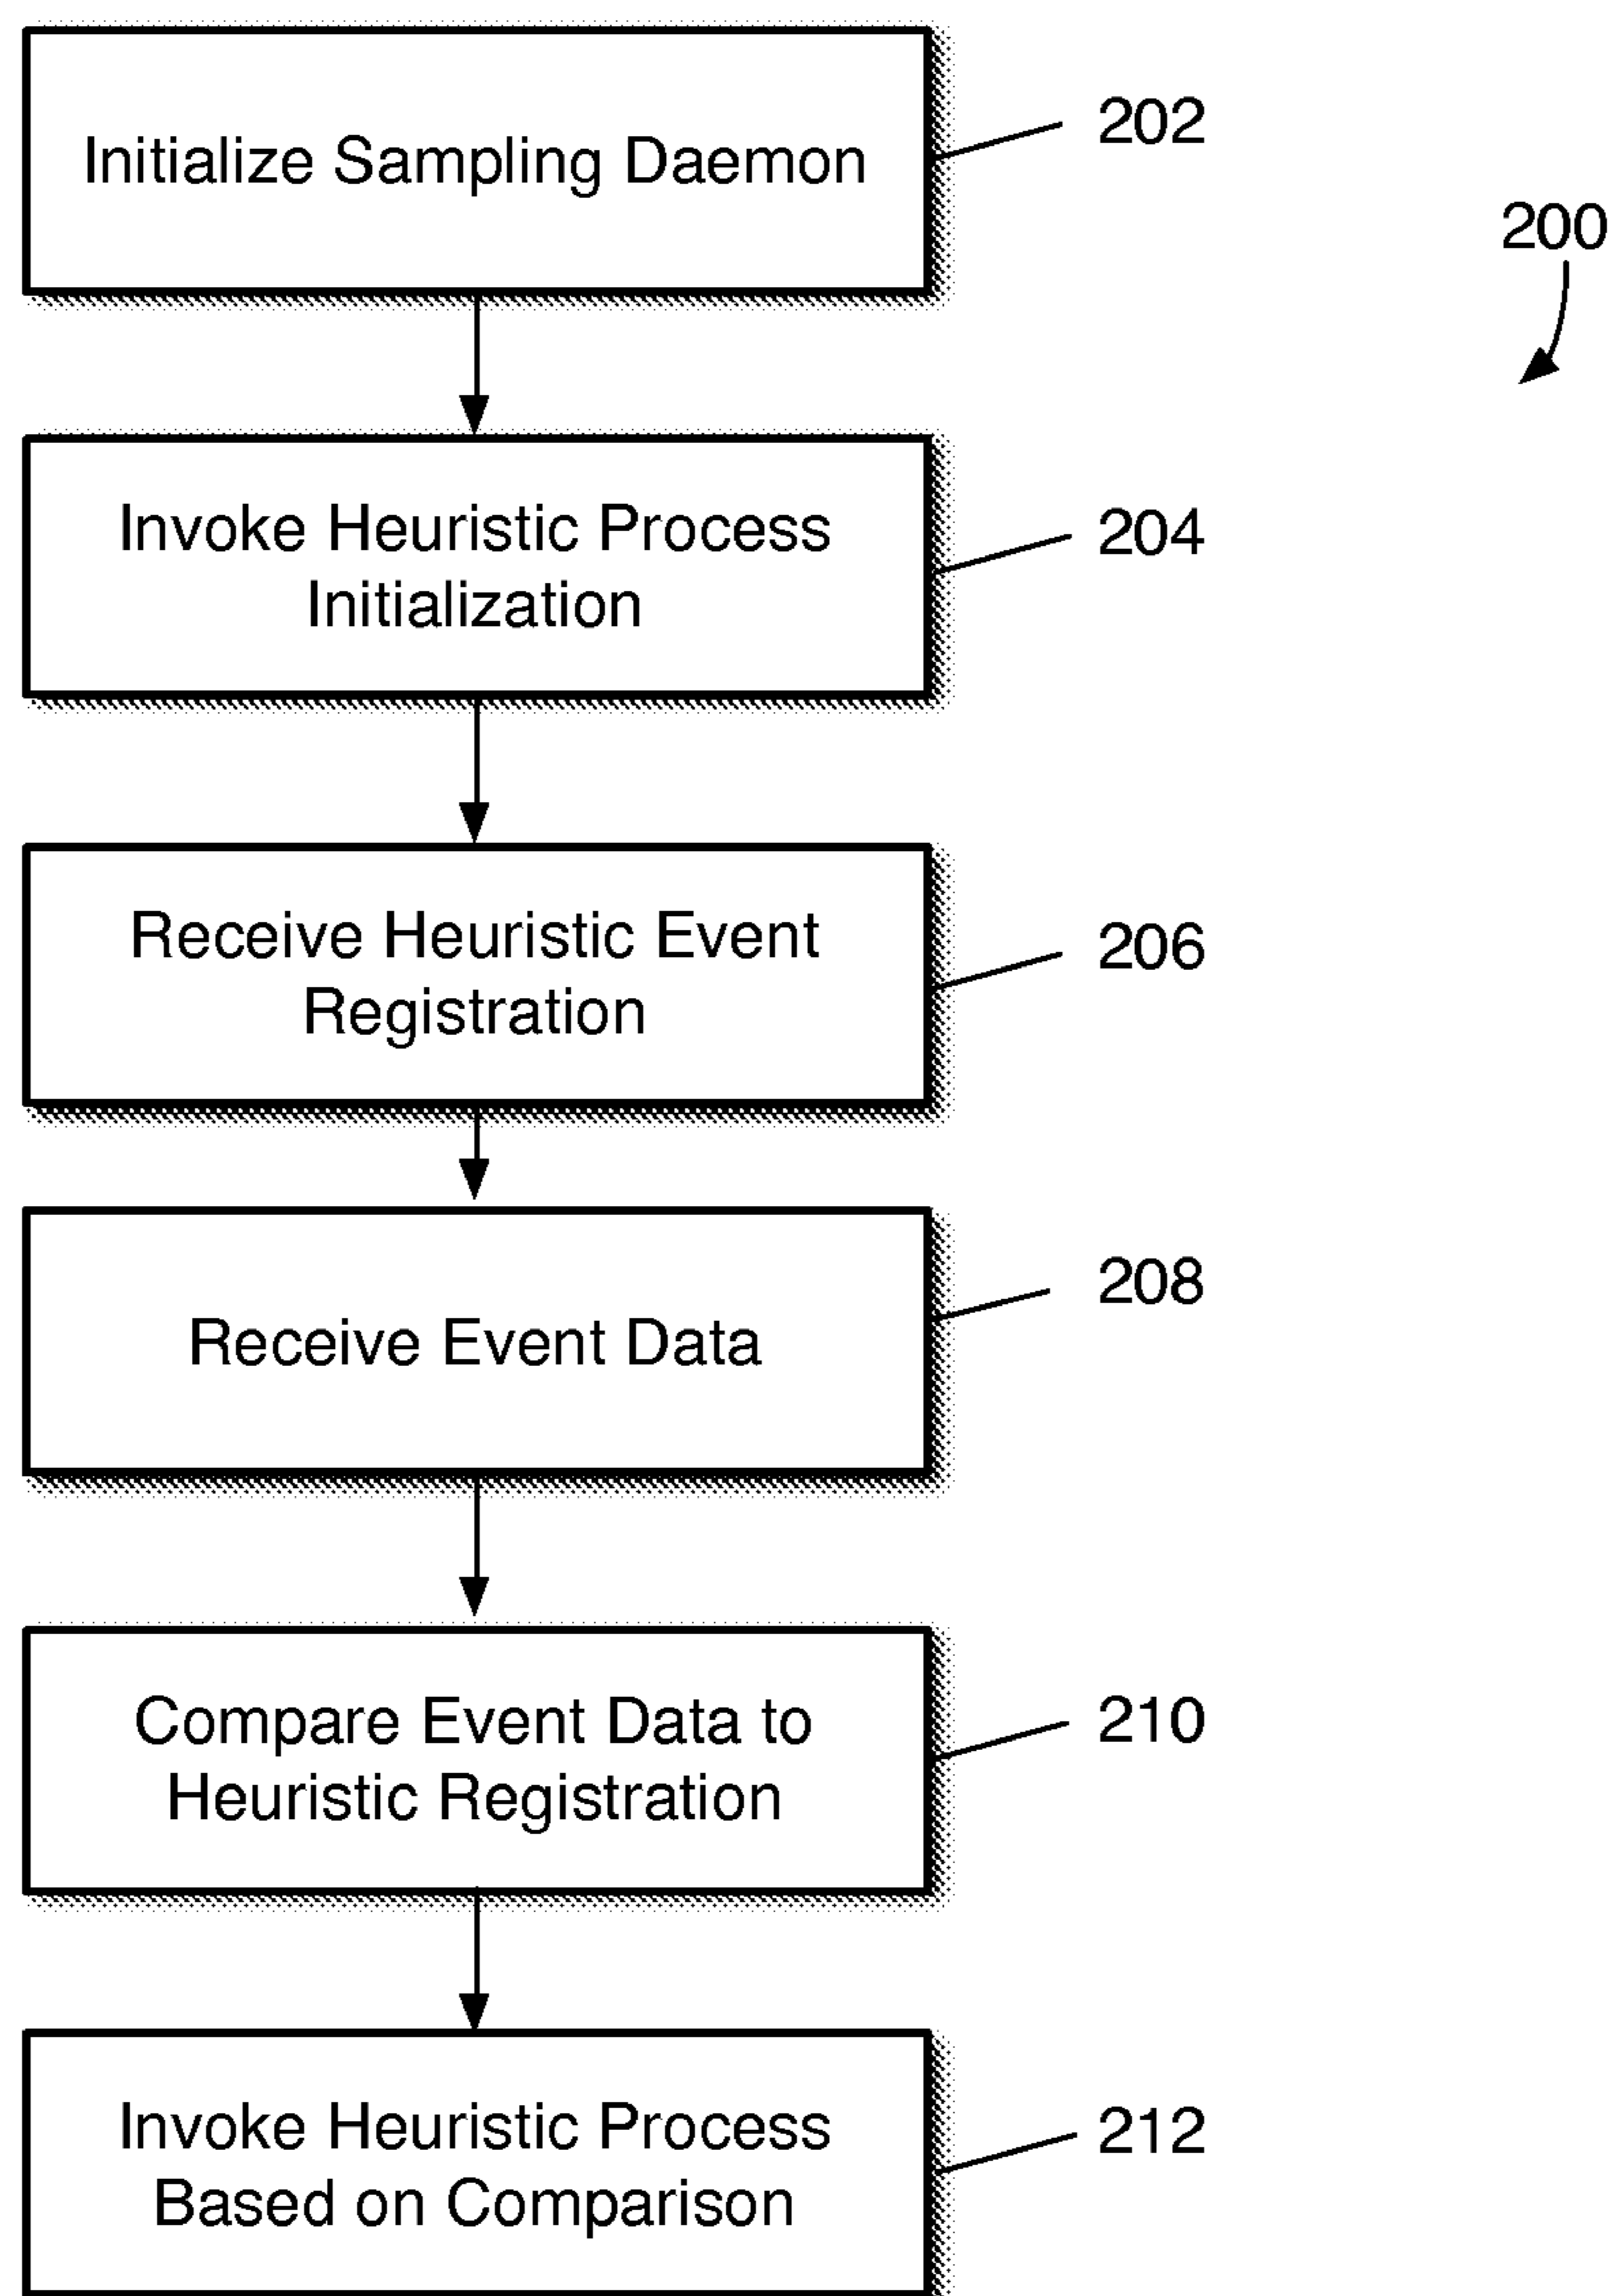 Initialize Sampling Daemon
202
200
Invoke Heuristic Process
Initialization
204
Receive Heuristic Event
Registration
206
Receive Event Data
208
Compare Event Data to
Heuristic Registration
210
Invoke Heuristic Process
Based on Comparison
212